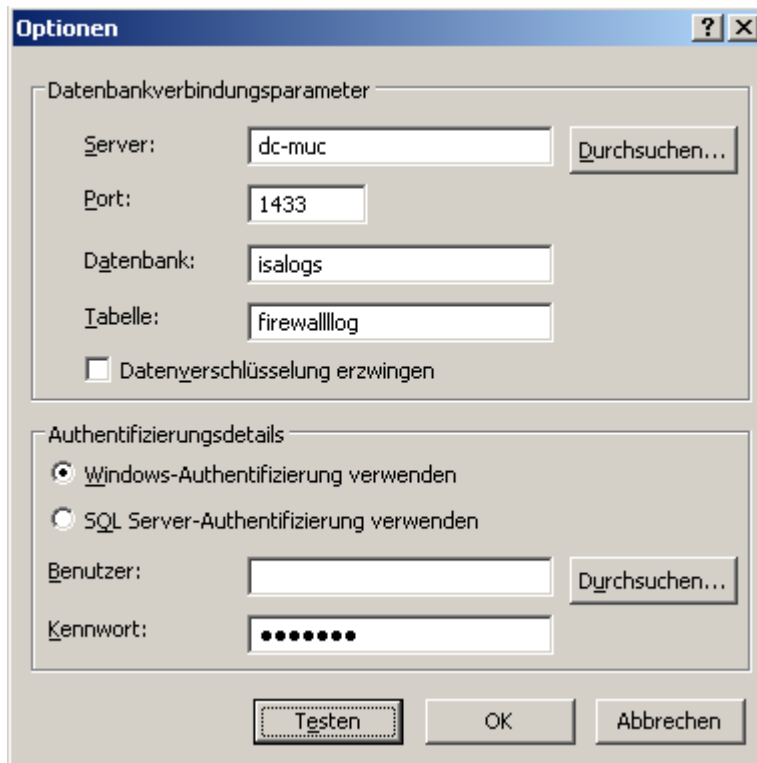 Optionen
Datenbankverbindungsparameter
Server: dc-muc Durchsuchen...
Port: 1433
Datenbank: isalogs
Tabelle: firewallllog
Datenverschlüsselung erzwingen
Authentifizierungsdetails
Windows-Authentifizierung verwenden
SQL Server-Authentifizierung verwenden
Benutzer: Durchsuchen...
Kennwort: ●●●●●●●
Testen OK Abbrechen